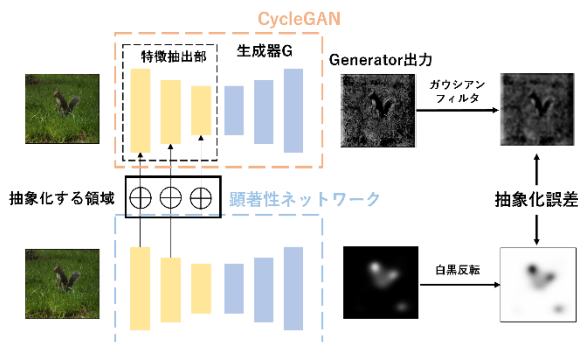 CycleGAN
特徴抽出部
生成器G
Generator出力
ガウシアン
フィルタ
抽象化する領域
顕著性ネットワーク
抽象化誤差
白黒反転